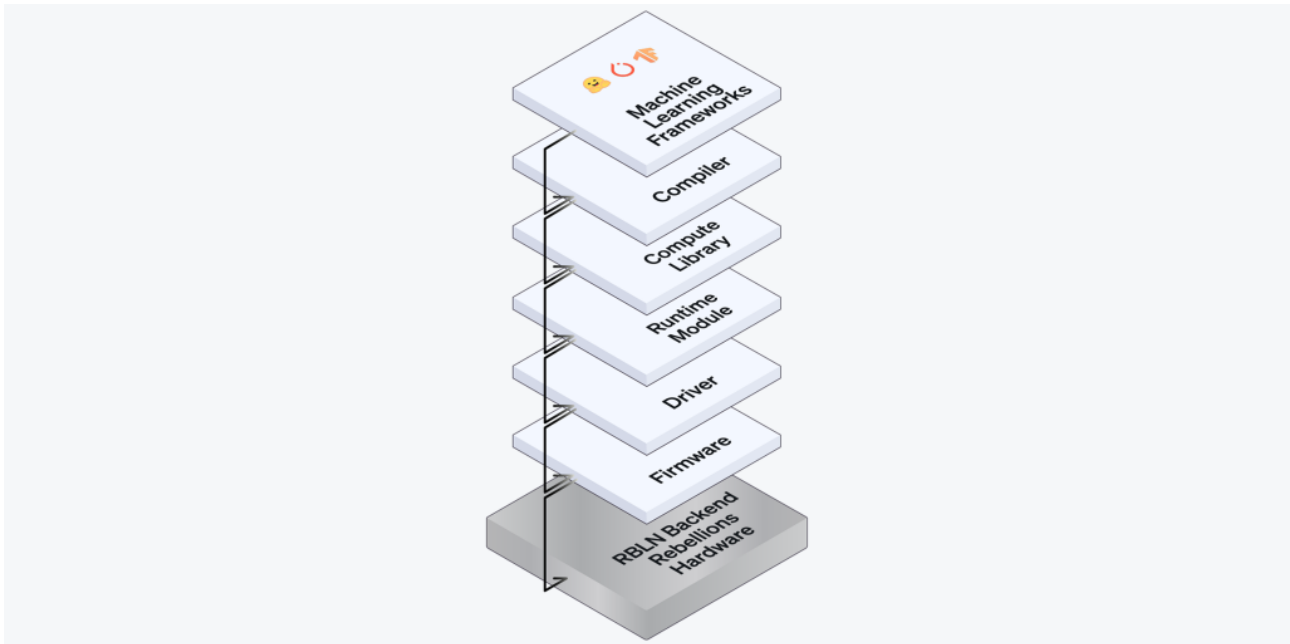 Machine
Learning
Frameworks
Compiler
Compute
Library
Runtime
Module
Driver
Firmware
RBLN Backend
Rebellions
Hardware